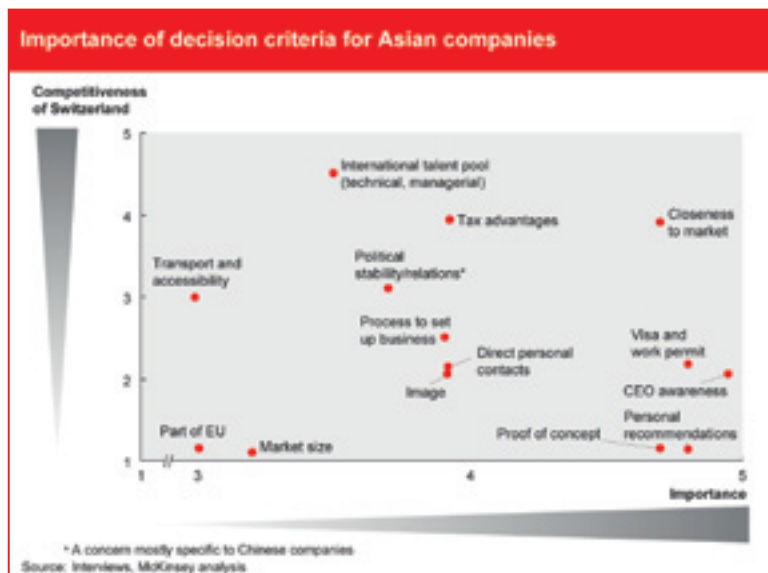 Importance of decision criteria for Asian companies
Competitiveness
of Switzerland
5
International talent pool
(technical, managerial)
4
Tax advantages
Closeness
to market
Political
stability/relations*
Transport and
accessibility
3
Process to set
up business
Direct personal
contacts
Visa and
work permit
2
Image
CEO awareness
Part of EU
Market size
Proof of concept
Personal
recommendations
1
1
3
4
5
Importance
* A concern mostly specific to Chinese companies
Source: Interviews, McKinsey analysis